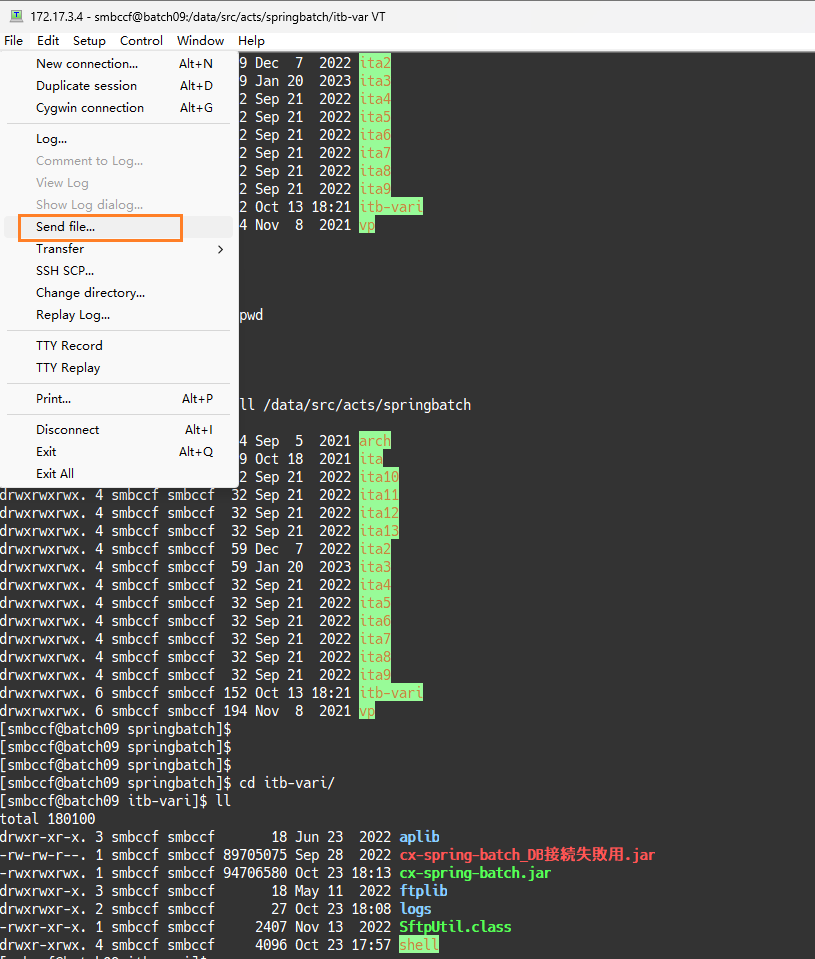 172.17.3.4 - smbccf@batch09:/data/src/acts/springbatch/itb-var VT
File Edit Setup Control Window Help
New connection... Alt+N
Duplicate session Alt+D
Cygwin connection Alt+G
Log...
Comment to Log...
View Log
Show Log dialog...
Send file...
Transfer >
SSH SCP...
Change directory...
Replay Log...
TTY Record
TTY Replay
Print... Alt+P
Disconnect Alt+I
Exit Alt+Q
Exit All
9 Dec 7 2022 ita2
9 Jan 20 2023 ita3
2 Sep 21 2022 ita4
2 Sep 21 2022 ita5
2 Sep 21 2022 ita6
2 Sep 21 2022 ita7
2 Sep 21 2022 ita8
2 Sep 21 2022 ita9
2 Oct 13 18:21 itb-vari
4 Nov 8 2021 vp
pwd
ll /data/src/acts/springbatch
4 Sep 5 2021 arch
9 Oct 18 2021 ita
2 Sep 21 2022 ita10
drwxrwxrwx. 4 smbccf smbccf 32 Sep 21 2022 ita11
drwxrwxrwx. 4 smbccf smbccf 32 Sep 21 2022 ita12
drwxrwxrwx. 4 smbccf smbccf 32 Sep 21 2022 ita13
drwxrwxrwx. 4 smbccf smbccf 59 Dec 7 2022 ita2
drwxrwxrwx. 4 smbccf smbccf 59 Jan 20 2023 ita3
drwxrwxrwx. 4 smbccf smbccf 32 Sep 21 2022 ita4
drwxrwxrwx. 4 smbccf smbccf 32 Sep 21 2022 ita5
drwxrwxrwx. 4 smbccf smbccf 32 Sep 21 2022 ita6
drwxrwxrwx. 4 smbccf smbccf 32 Sep 21 2022 ita7
drwxrwxrwx. 4 smbccf smbccf 32 Sep 21 2022 ita8
drwxrwxrwx. 4 smbccf smbccf 32 Sep 21 2022 ita9
drwxrwxrwx. 6 smbccf smbccf 152 Oct 13 18:21 itb-vari
drwxrwxrwx. 6 smbccf smbccf 194 Nov 8 2021 vp
[smbccf@batch09 springbatch]$
[smbccf@batch09 springbatch]$
[smbccf@batch09 springbatch]$
[smbccf@batch09 springbatch]$ cd itb-vari/
[smbccf@batch09 itb-vari]$ ll
total 180100
drwxr-xr-x. 3 smbccf smbccf 18 Jun 23 2022 aplib
-rw-rw-r--. 1 smbccf smbccf 89705075 Sep 28 2022 cx-spring-batch_DB接続失敗用.jar
-rwxrwxrwx. 1 smbccf smbccf 94706580 Oct 23 18:13 cx-spring-batch.jar
drwxrwxr-x. 3 smbccf smbccf 18 May 11 2022 ftplib
drwxrwxr-x. 2 smbccf smbccf 27 Oct 23 18:08 logs
-rwxr-xr-x. 1 smbccf smbccf 2407 Nov 13 2022 SftpUtil.class
drwxr-xrwx. 4 smbccf smbccf 4096 Oct 23 17:57 shell